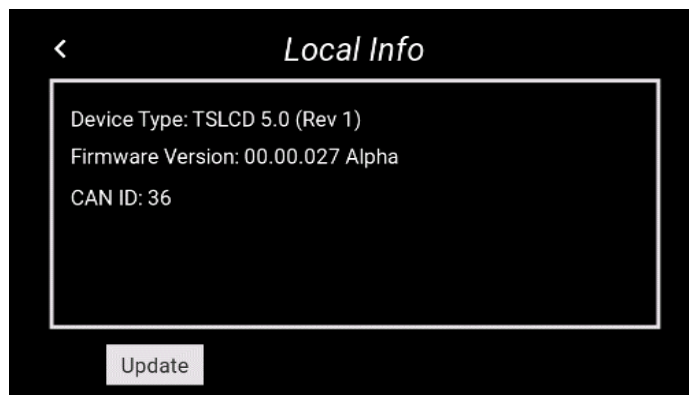 Local Info
Device Type: TSLCD 5.0 (Rev 1)
Firmware Version: 00.00.027 Alpha
CAN ID: 36
Update